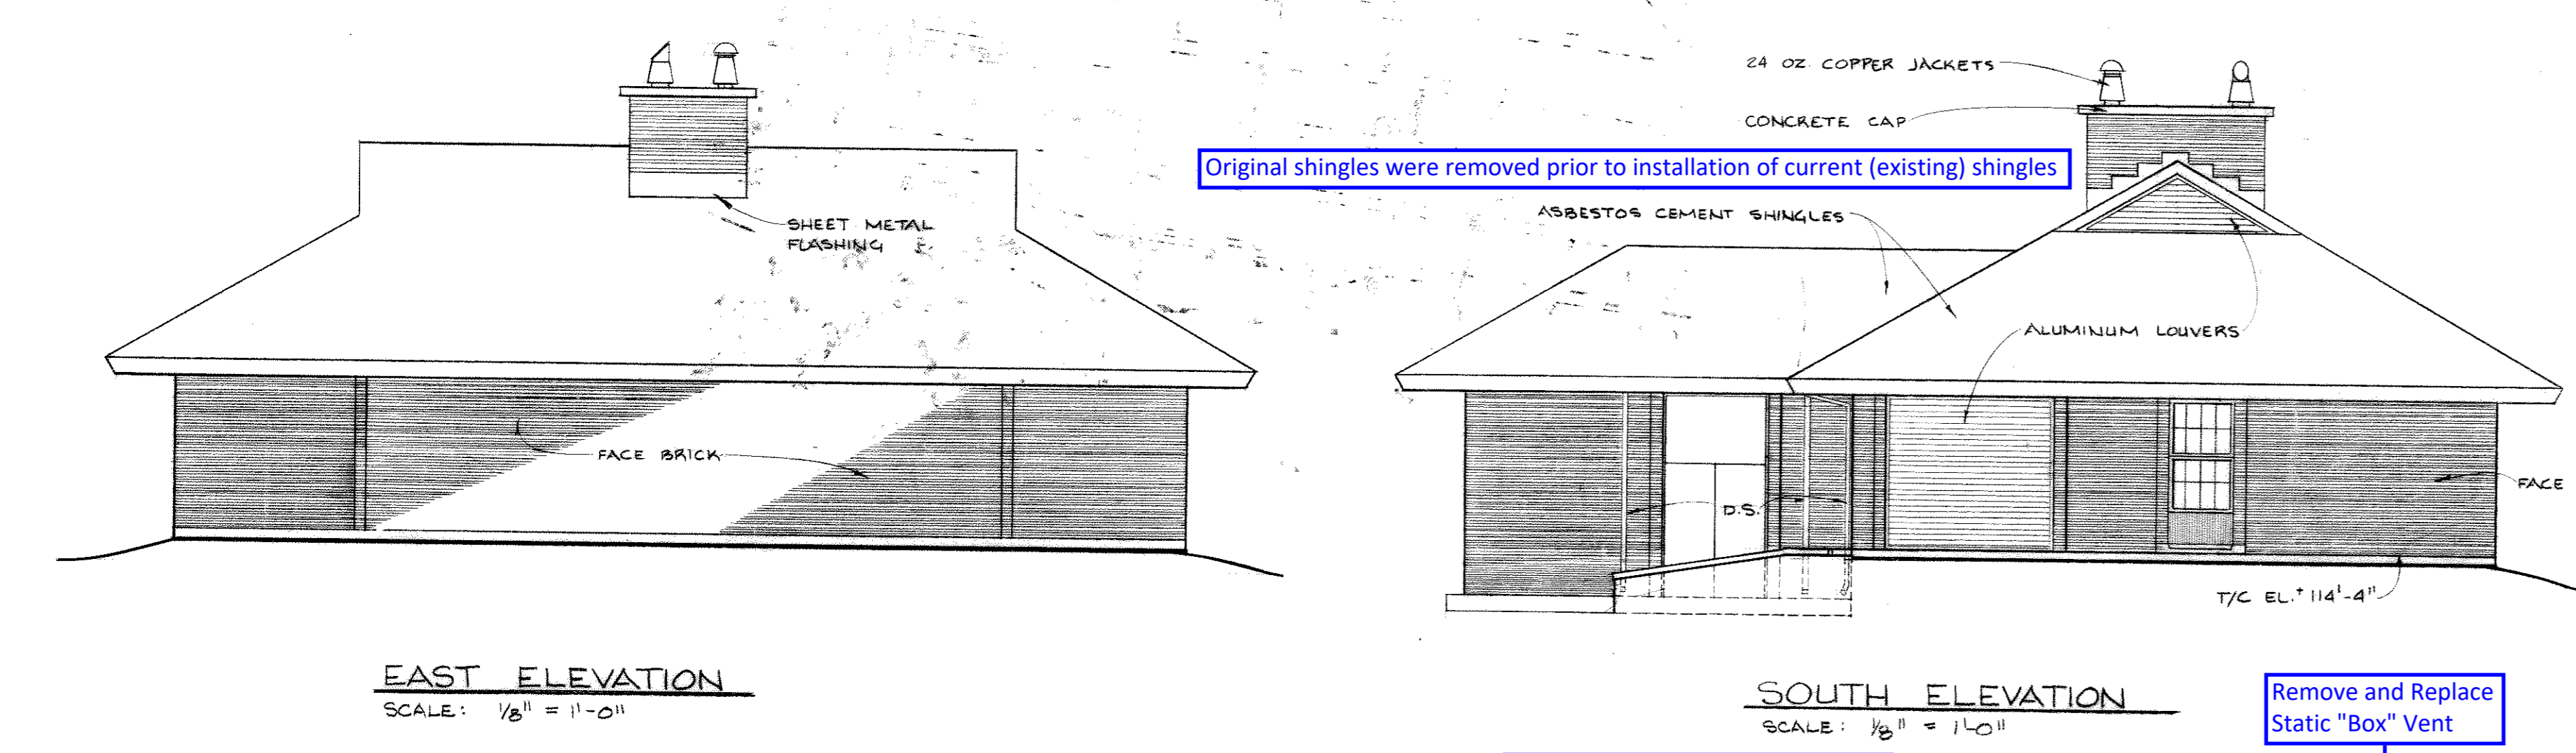 24 OZ. COPPER JACKETS
CONCRETE CAP
Original shingles were removed prior to installation of current (existing) shingles
ASBESTOS CEMENT SHINGLES
SHEET METAL
FLASHING
ALUMINUM LOUVERS
FACE BRICK
D.S.
FACE
T/C EL.+ 114'-4"
EAST ELEVATION
SCALE: 1/8" = 1'-0"
SOUTH ELEVATION
SCALE: 1/8" = 1'-0"
Remove and Replace
Static "Box" Vent